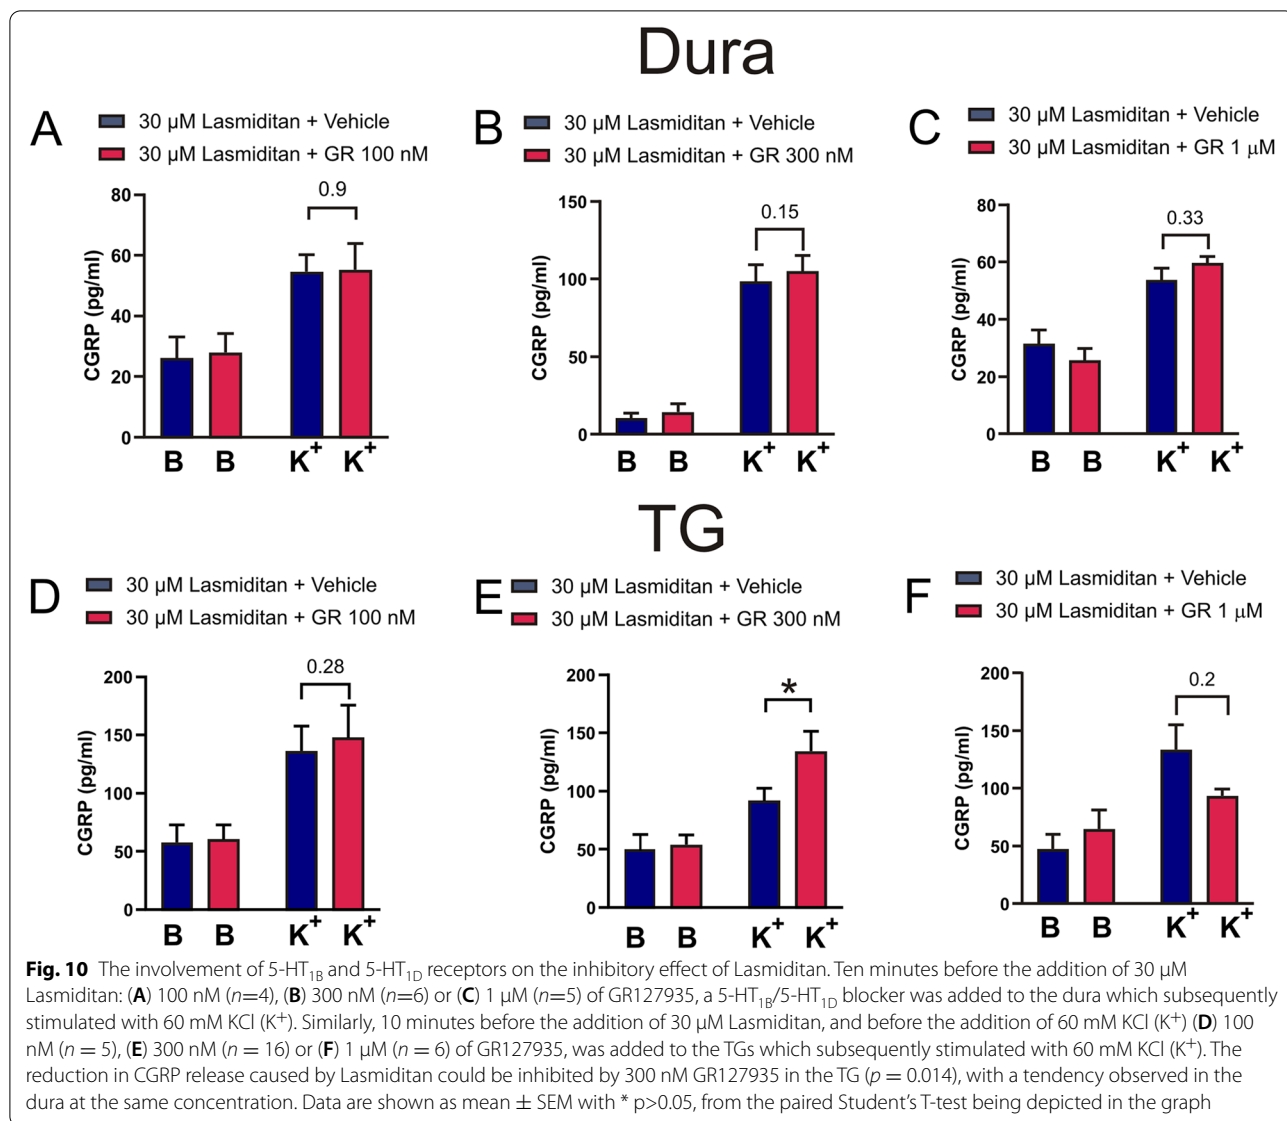 Dura
A
30 µM Lasmiditan + Vehicle
30 µM Lasmiditan + GR 100 nM
CGRP (pg/ml)
80
60
40
20
0
0.9
B B K+ K+
B
30 µM Lasmiditan + Vehicle
30 µM Lasmiditan + GR 300 nM
CGRP (pg/ml)
150
100
50
0
0.15
B B K+ K+
C
30 µM Lasmiditan + Vehicle
30 µM Lasmiditan + GR 1 µM
CGRP (pg/ml)
80
60
40
20
0
0.33
B B K+ K+
TG
D
30 µM Lasmiditan + Vehicle
30 µM Lasmiditan + GR 100 nM
CGRP (pg/ml)
200
150
100
50
0
0.28
B B K+ K+
E
30 µM Lasmiditan + Vehicle
30 µM Lasmiditan + GR 300 nM
CGRP (pg/ml)
200
150
100
50
0
*
B B K+ K+
F
30 µM Lasmiditan + Vehicle
30 µM Lasmiditan + GR 1 µM
CGRP (pg/ml)
200
150
100
50
0
0.2
B B K+ K+
Fig. 10 The involvement of 5-HT1B and 5-HT1D receptors on the inhibitory effect of Lasmiditan. Ten minutes before the addition of 30 µM
Lasmiditan: (A) 100 nM (n=4), (B) 300 nM (n=6) or (C) 1 µM (n=5) of GR127935, a 5-HT1B/5-HT1D blocker was added to the dura which subsequently
stimulated with 60 mM KCl (K+). Similarly, 10 minutes before the addition of 30 µM Lasmiditan, and before the addition of 60 mM KCl (K+) (D) 100
nM (n = 5), (E) 300 nM (n = 16) or (F) 1 µM (n = 6) of GR127935, was added to the TGs which subsequently stimulated with 60 mM KCl (K+). The
reduction in CGRP release caused by Lasmiditan could be inhibited by 300 nM GR127935 in the TG (p = 0.014), with a tendency observed in the
dura at the same concentration. Data are shown as mean ± SEM with * p>0.05, from the paired Student's T-test being depicted in the graph